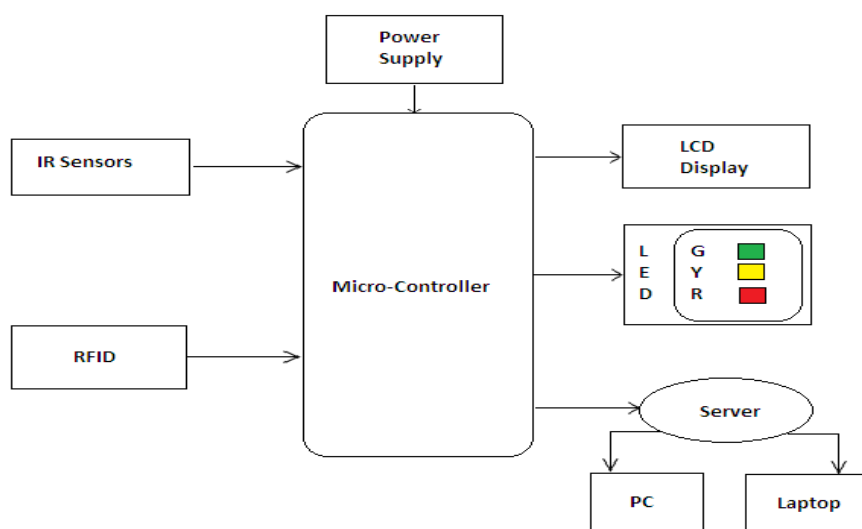 Power
Supply
IR Sensors
LCD
Display
L G
E Y
D R
Micro-Controller
RFID
Server
PC
Laptop